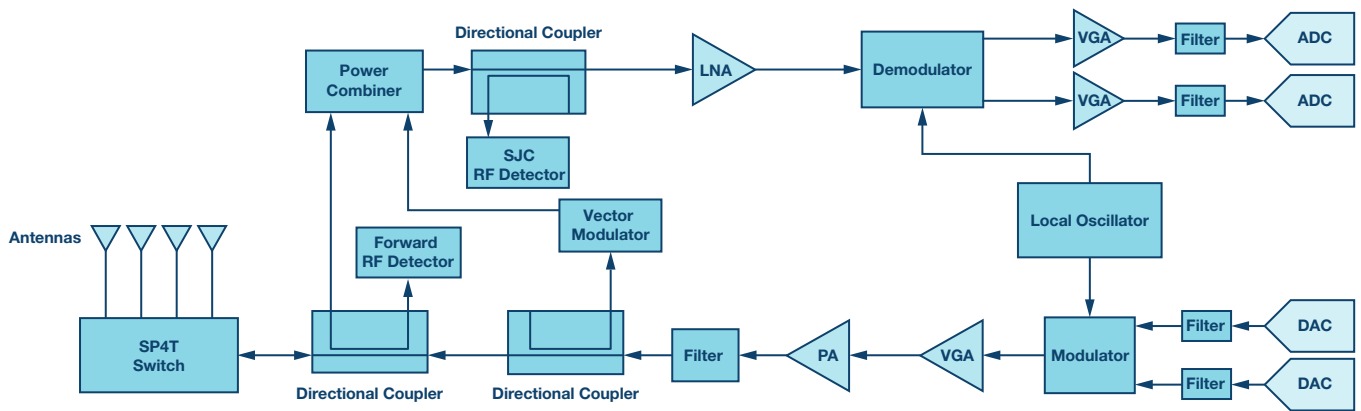 Directional Coupler
Power
Combiner
LNA
Demodulator
VGA
Filter
ADC
VGA
Filter
ADC
SJC
RF Detector
Local Oscillator
Antennas
Forward
RF Detector
Vector
Modulator
SP4T
Switch
Directional Coupler
Directional Coupler
Filter
PA
VGA
Modulator
Filter
DAC
Filter
DAC